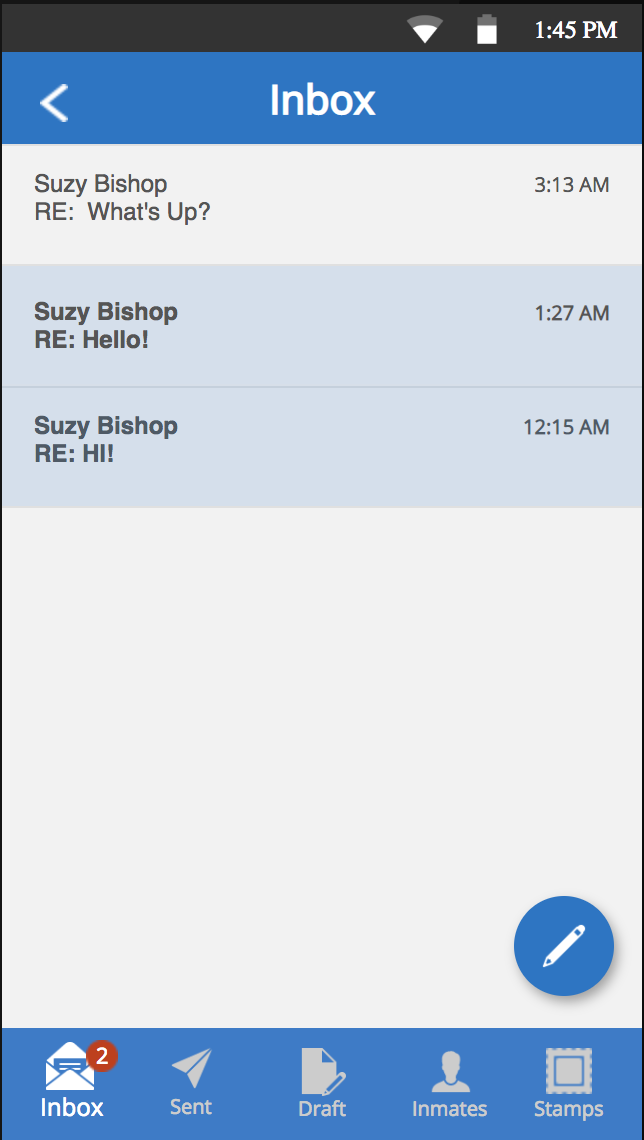 1:45 PM
Inbox
Suzy Bishop 3:13 AM
RE:  What's Up?
Suzy Bishop 1:27 AM
RE: Hello!
Suzy Bishop 12:15 AM
RE: HI!
2
Inbox Sent Draft Inmates Stamps